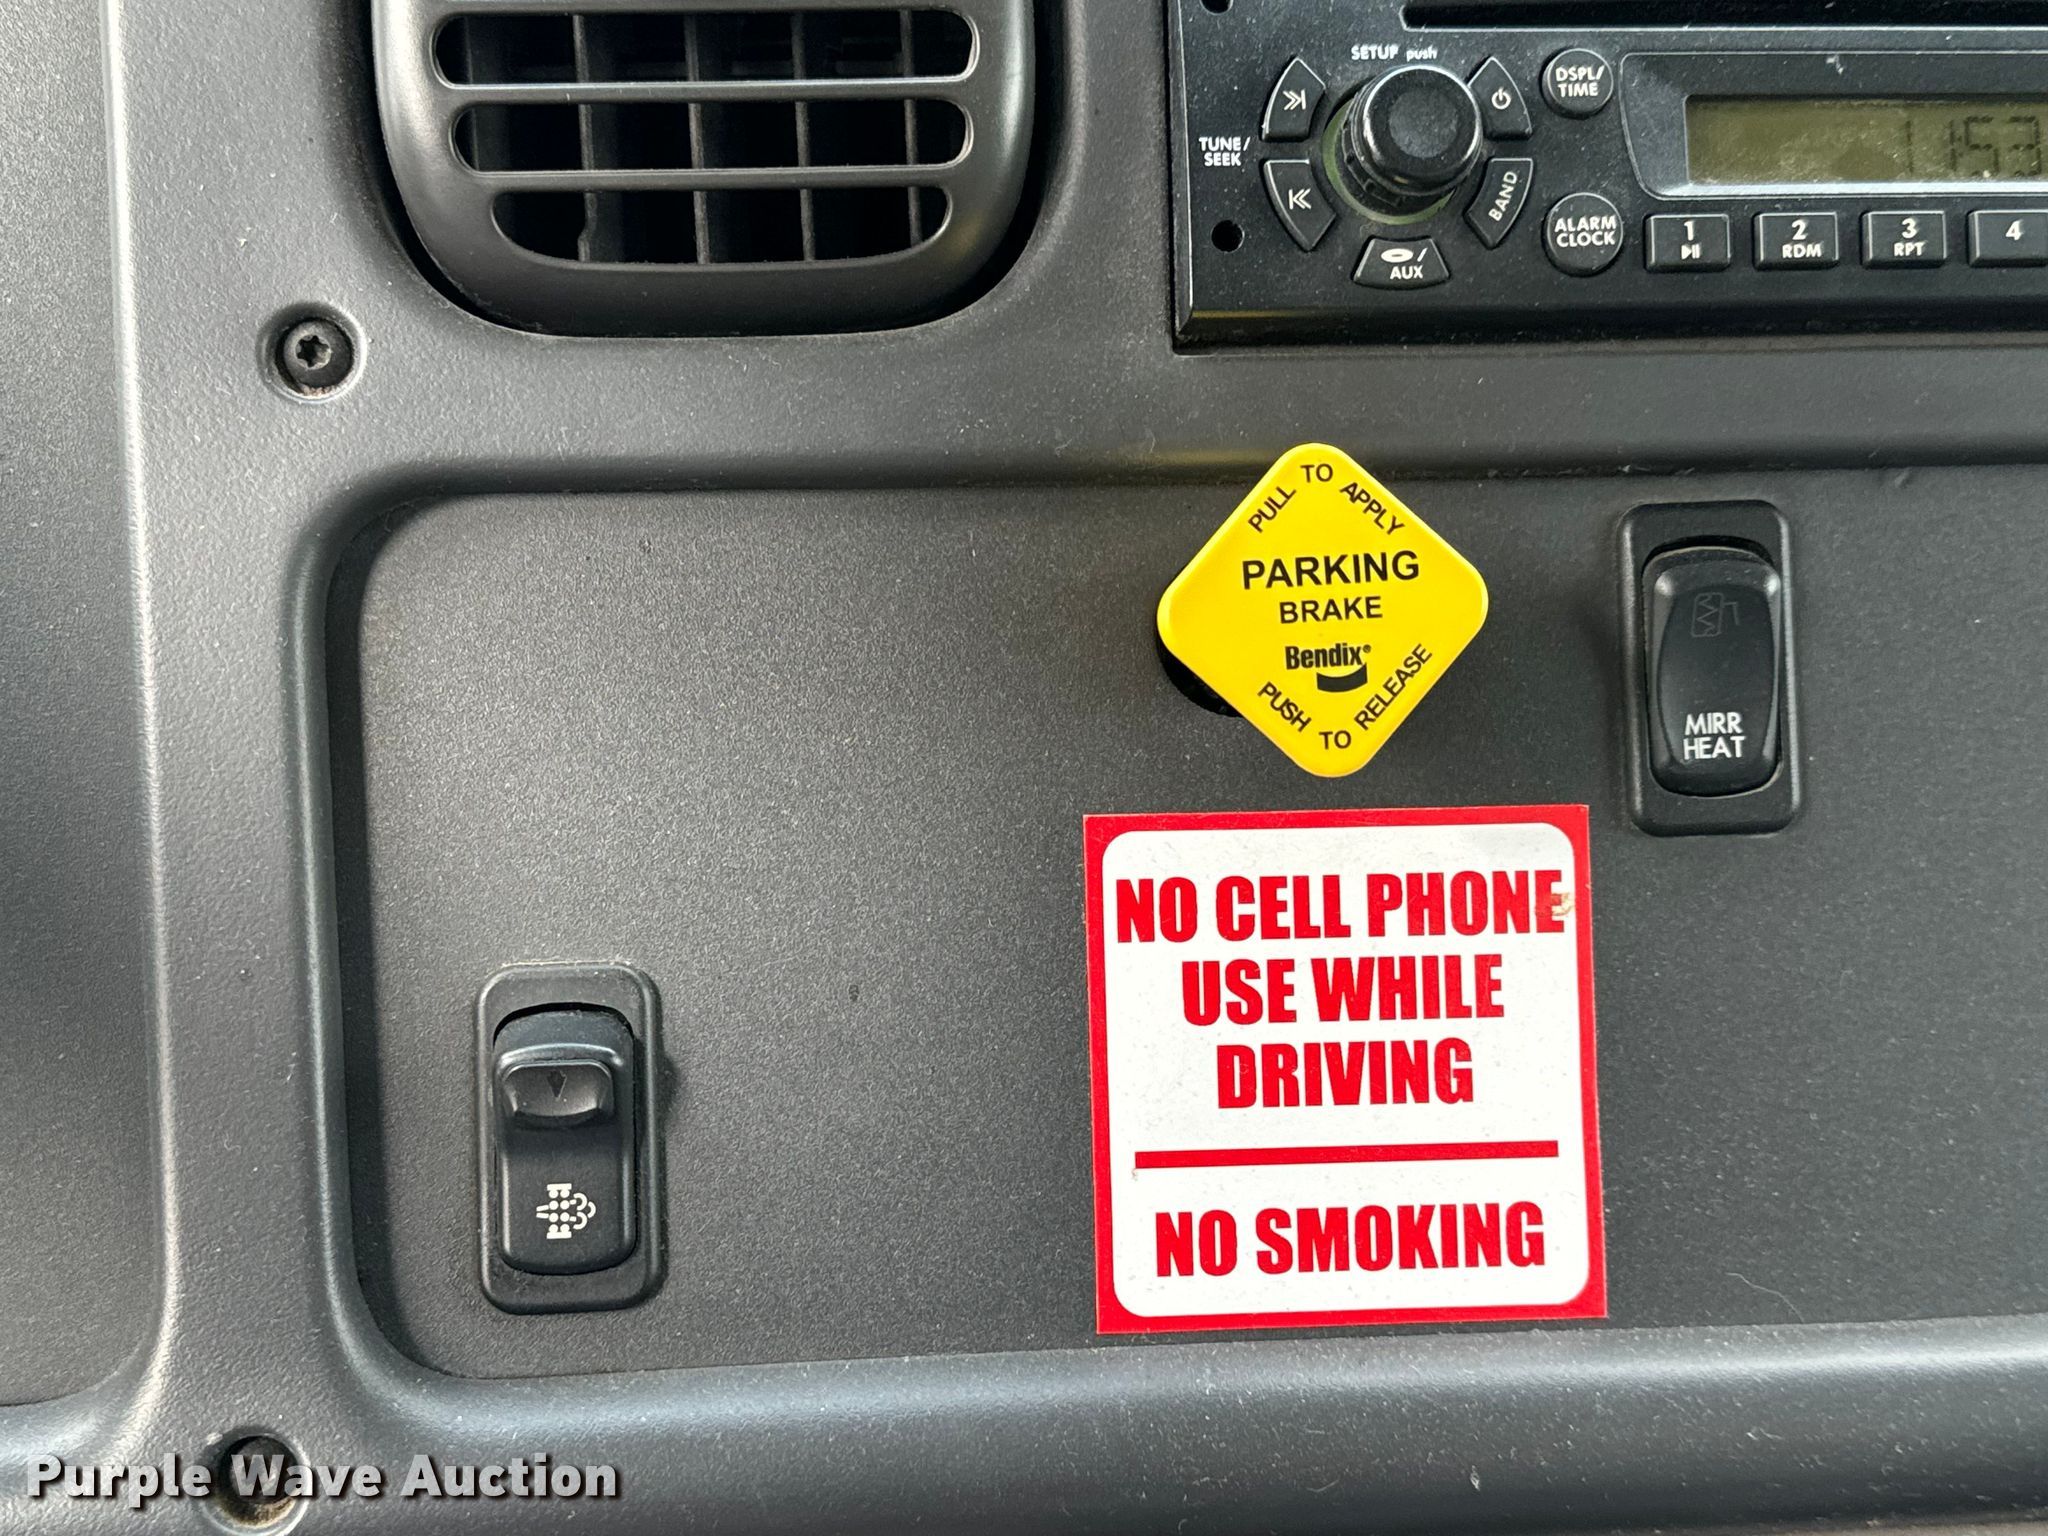 SETUP push
DSPL/
TIME
TUNE/
SEEK
BAND
ALARM
CLOCK
AUX
1
2
RDM
3
RPT
4
11:53
PULL TO APPLY
PARKING
BRAKE
Bendix®
PUSH TO RELEASE
MIRR
HEAT
NO CELL PHONE
USE WHILE
DRIVING
NO SMOKING
Purple Wave Auction